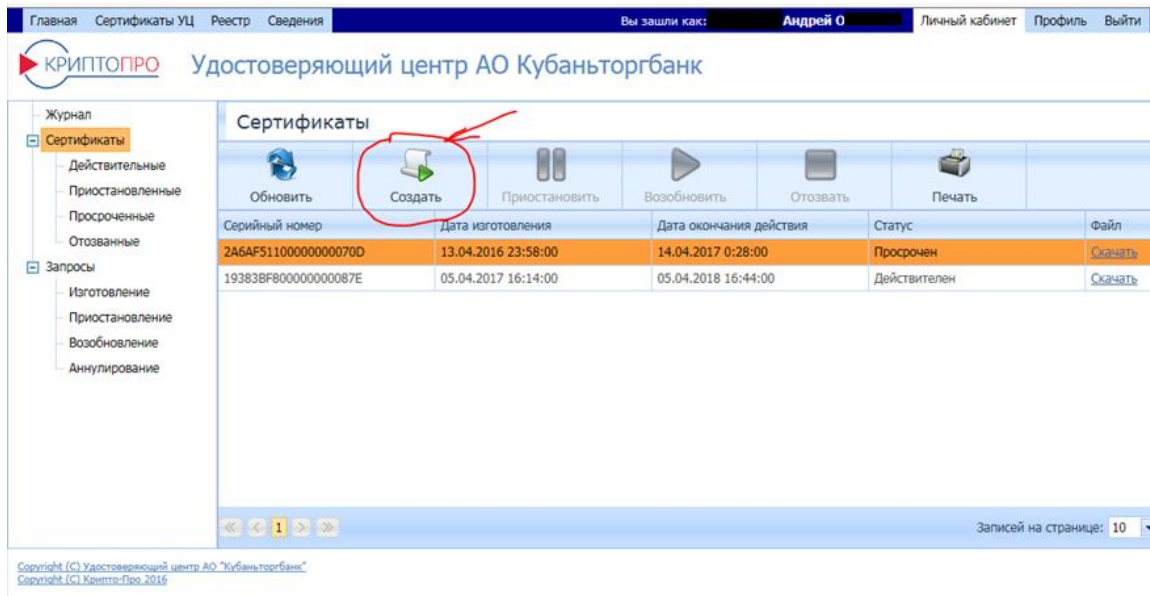 Главная Сертификаты УЦ Реестр Сведения Вы зашли как: Андрей О Личный кабинет Профиль Выйти
КРИПТОПРО Удостоверяющий центр АО Кубаньторгбанк
Журнал
Сертификаты
Действительные
Приостановленные
Просроченные
Отозванные
Запросы
Изготовление
Приостановление
Возобновление
Аннулирование
Сертификаты
Обновить Создать Приостановить Возобновить Отозвать Печать
Серийный номер Дата изготовления Дата окончания действия Статус Файл
2A6AF51100000000070D 13.04.2016 23:58:00 14.04.2017 0:28:00 Просрочен Скачать
19383BF800000000087E 05.04.2017 16:14:00 05.04.2018 16:44:00 Действителен Скачать
1 Записей на странице: 10
Copyright (C) Удостоверяющий центр АО "Кубаньторгбанк"
Copyright (C) Крипто-Про 2016